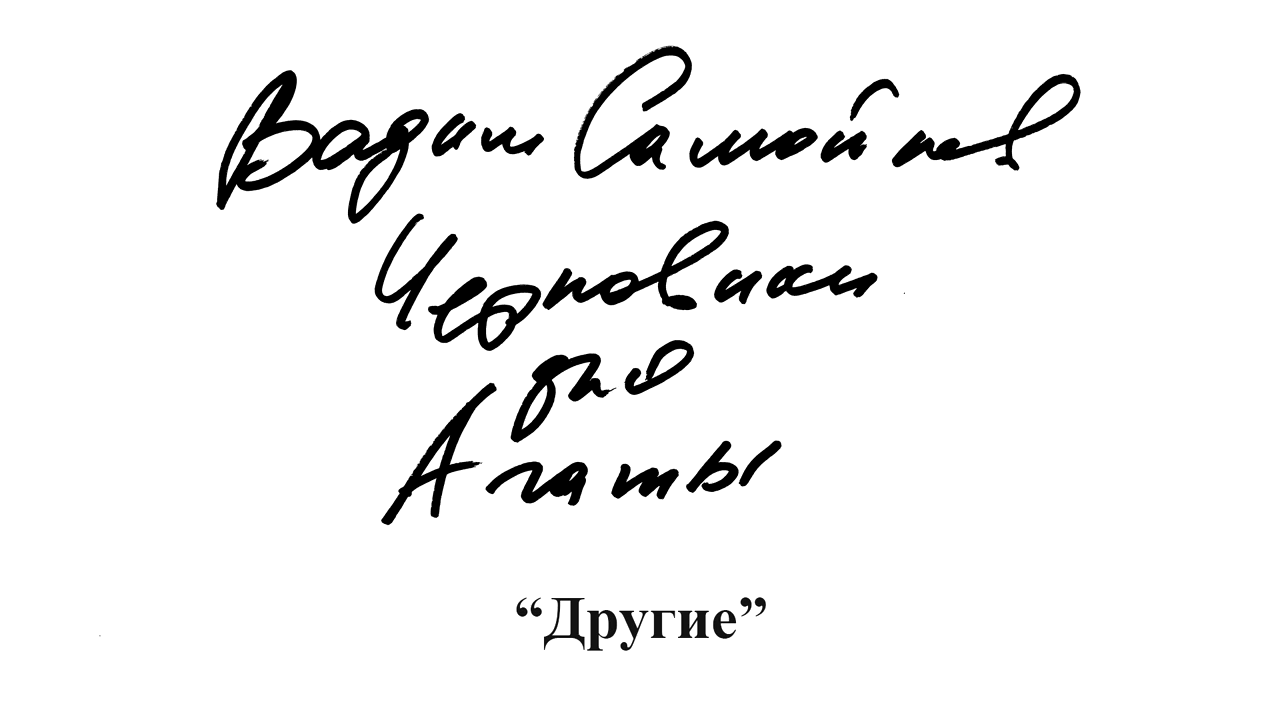 Вадим Самойлов
Черновики
для
Агаты
“Другие”